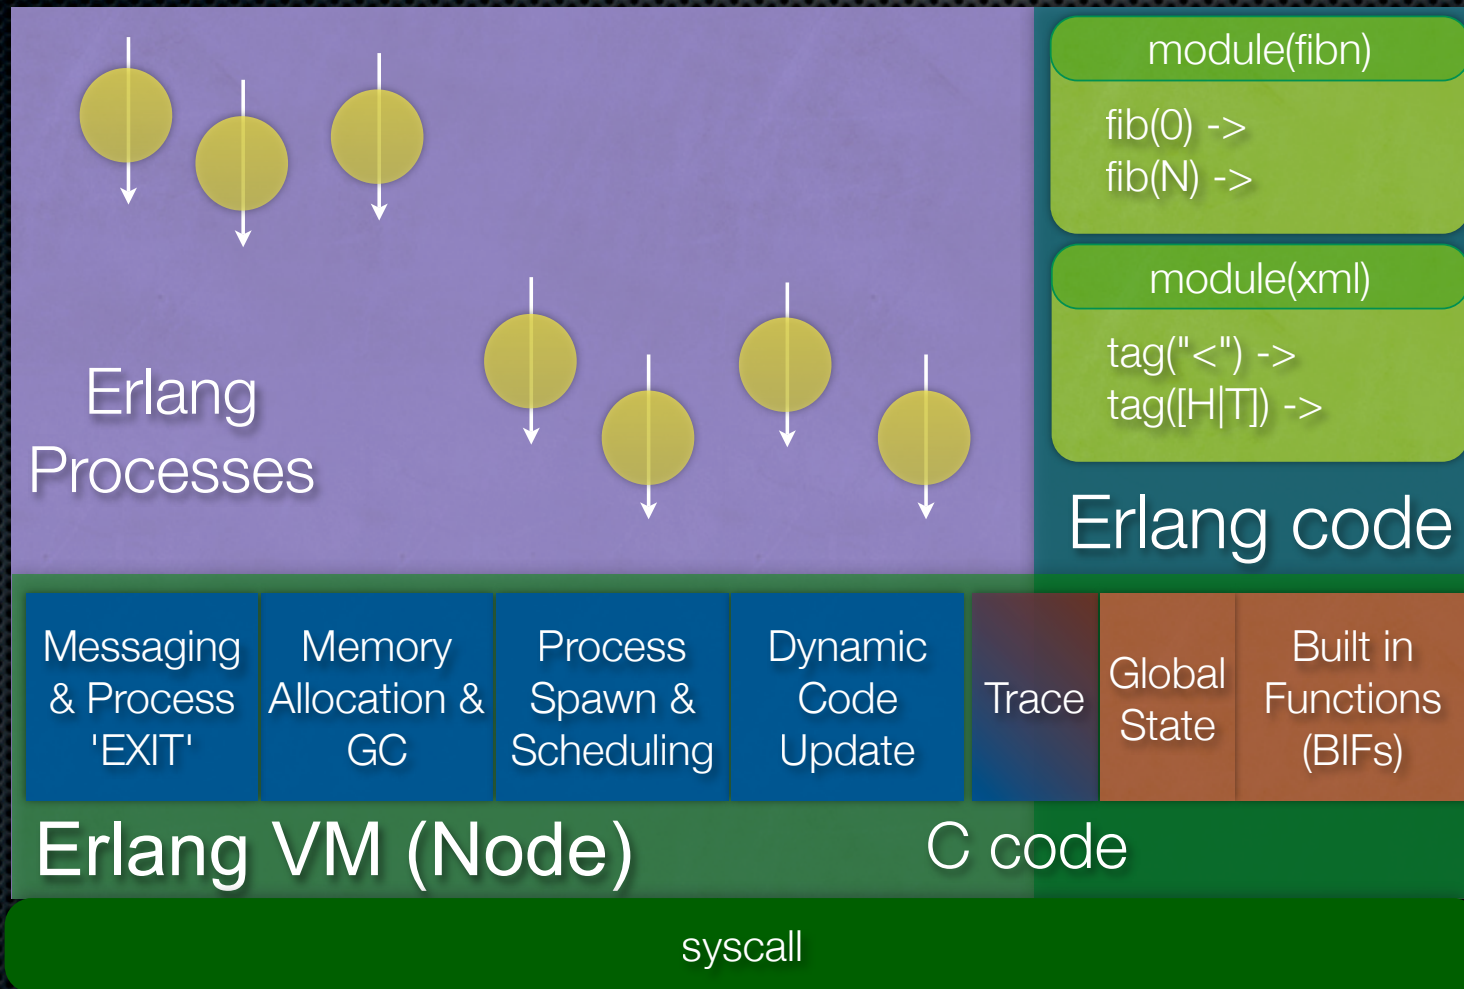 module(fibn)
fib(0) ->
fib(N) ->
module(xml)
tag("<") ->
tag([H|T]) ->
Erlang
Processes
Erlang code
Messaging
& Process
'EXIT'
Memory
Allocation &
GC
Process
Spawn &
Scheduling
Dynamic
Code
Update
Trace
Global
State
Built in
Functions
(BIFs)
Erlang VM (Node)
C code
syscall